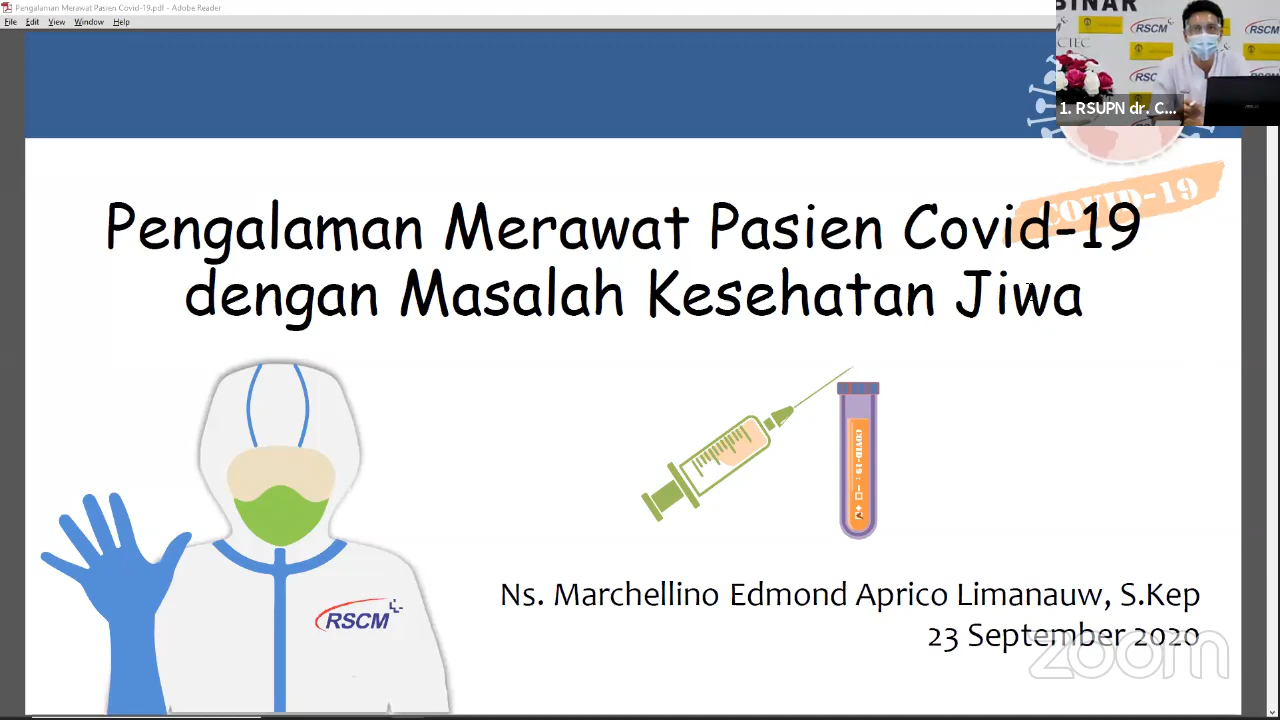 Pengalaman Merawat Pasien Covid-19.pdf - Adobe Reader
File Edit View Window Help
BINAR
RSCM
RSCM
1. RSUPN dr. C...
COVID-19
Pengalaman Merawat Pasien Covid-19
dengan Masalah Kesehatan Jiwa
COVID-19 :
RSCM
Ns. Marchellino Edmond Aprico Limanauw, S.Kep
23 September 2020
zoom